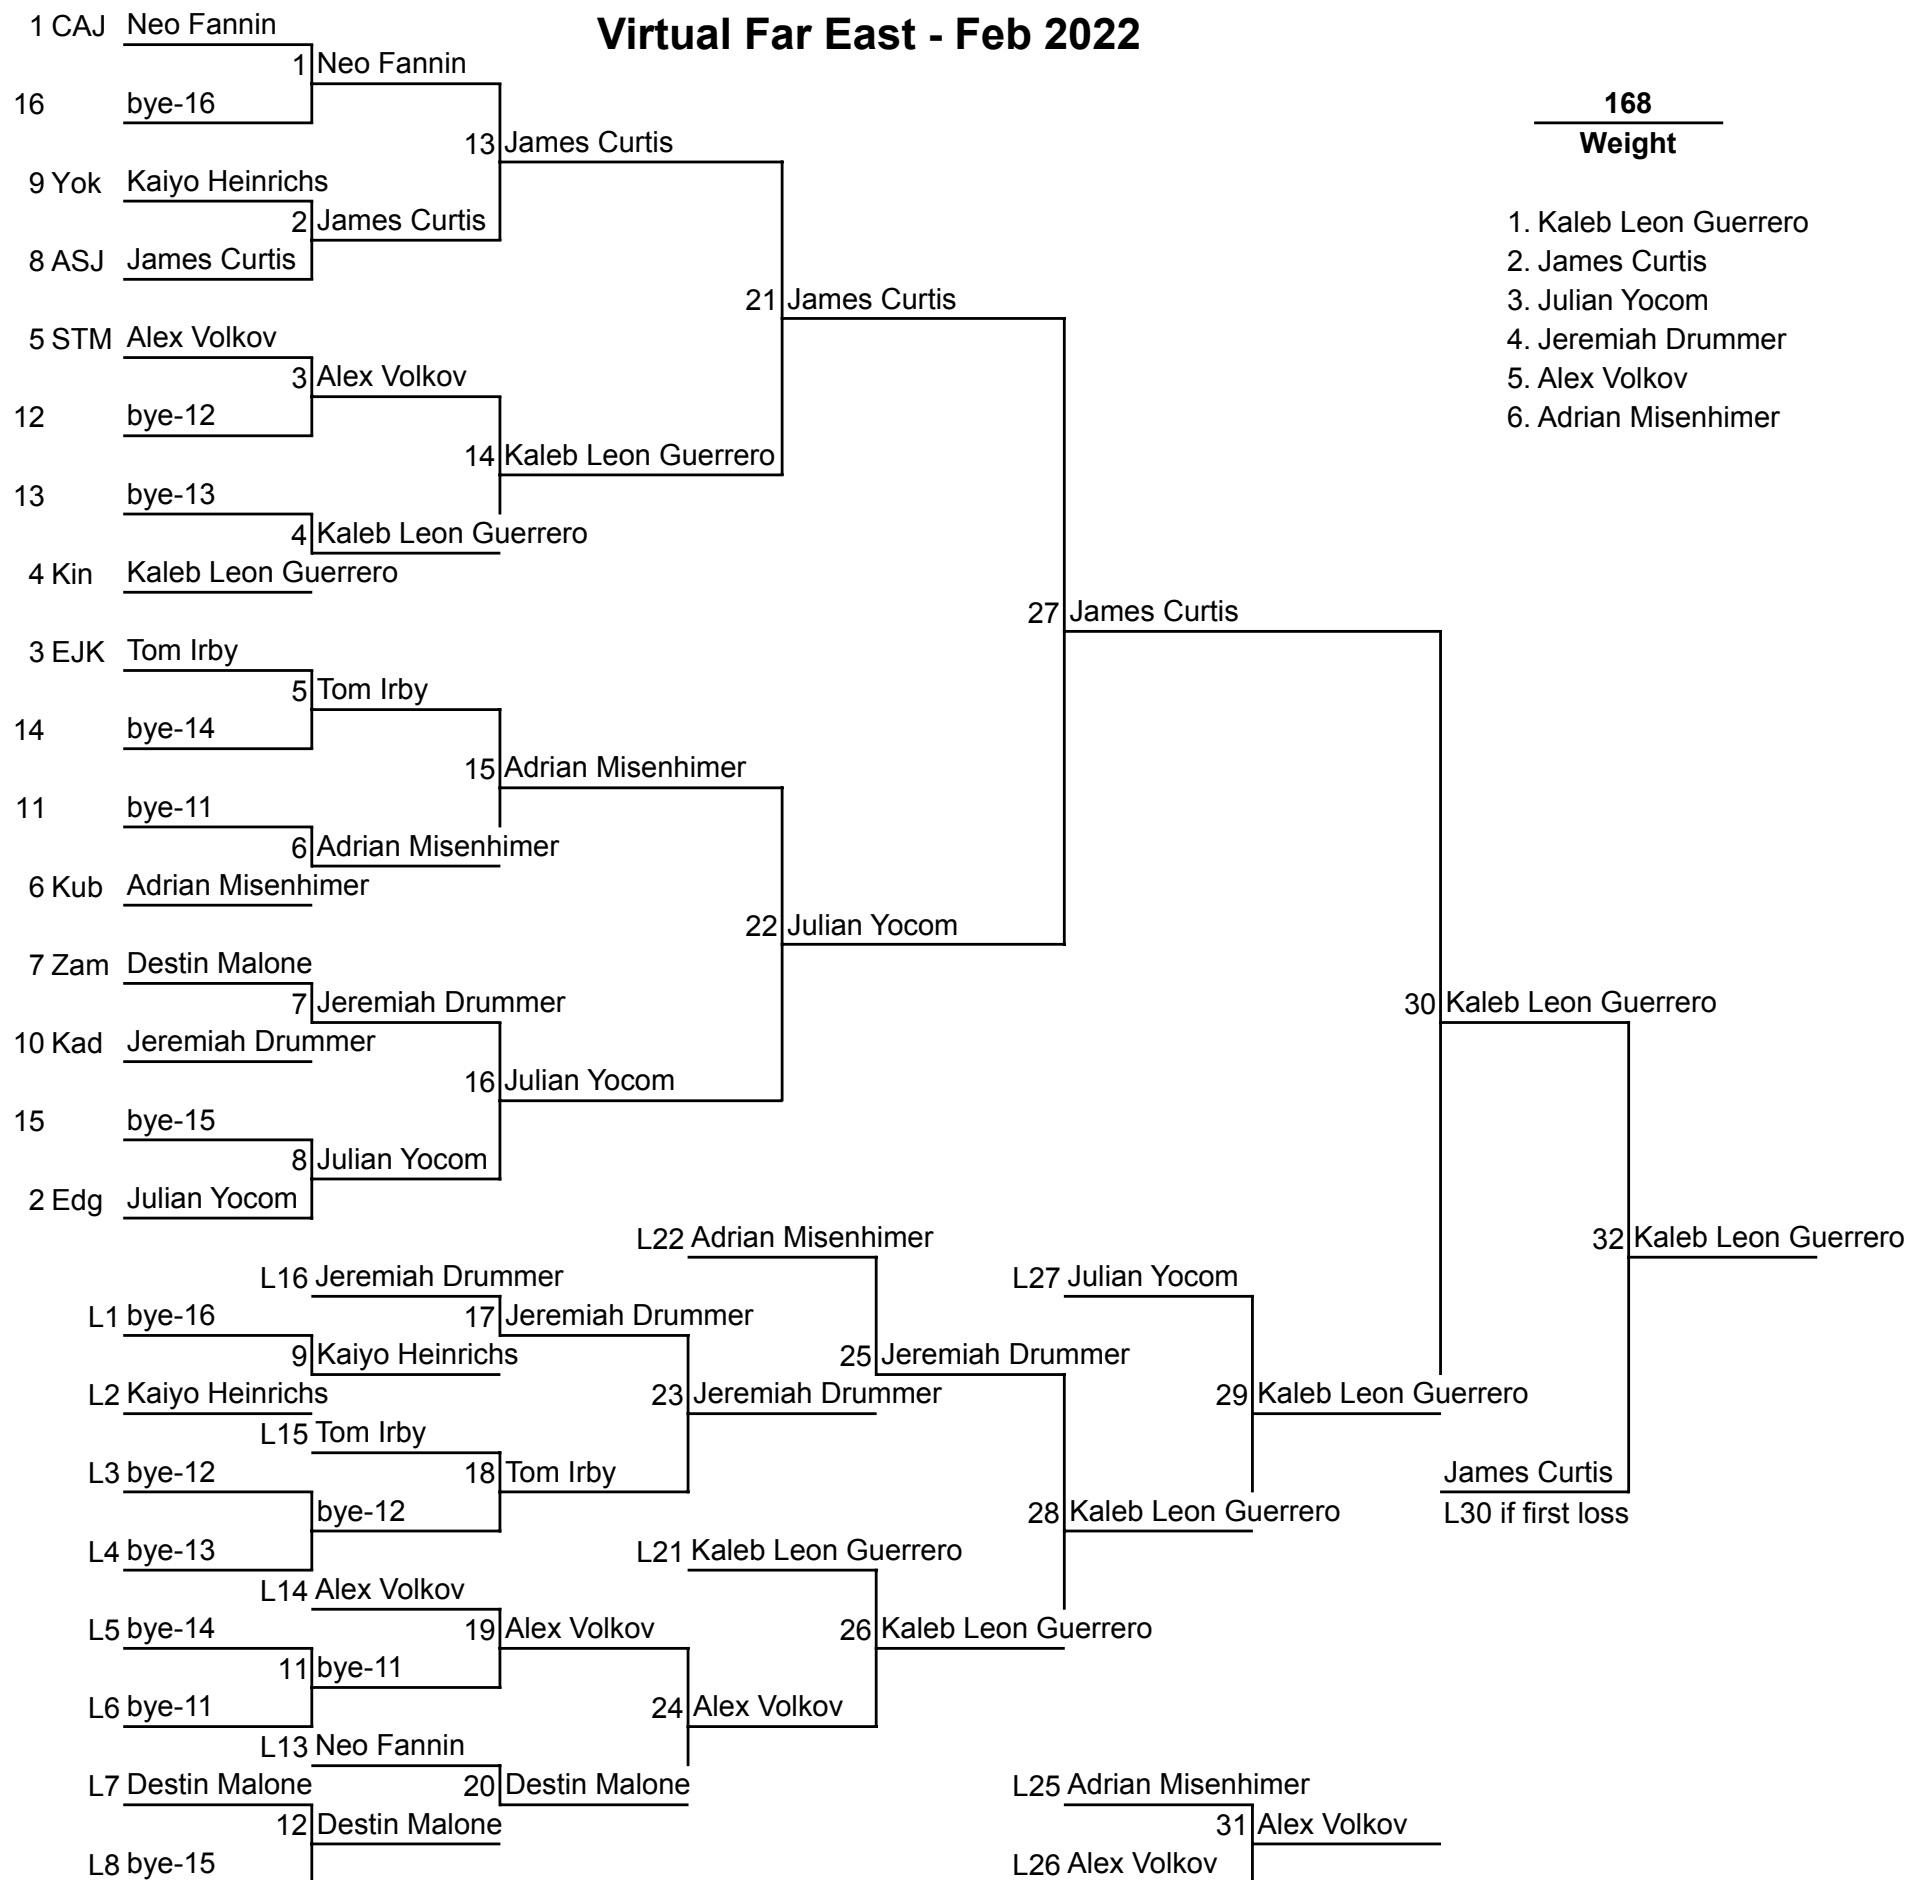 Virtual Far East - Feb 2022
1 CAJ Neo Fannin
1 Neo Fannin
16 bye-16
168
Weight
13 James Curtis
9 Yok Kaiyo Heinrichs
2 James Curtis
8 ASJ James Curtis
1. Kaleb Leon Guerrero
2. James Curtis
3. Julian Yocom
4. Jeremiah Drummer
5. Alex Volkov
6. Adrian Misenhimer
21 James Curtis
5 STM Alex Volkov
3 Alex Volkov
12 bye-12
14 Kaleb Leon Guerrero
13 bye-13
4 Kaleb Leon Guerrero
4 Kin Kaleb Leon Guerrero
27 James Curtis
3 EJK Tom Irby
5 Tom Irby
14 bye-14
15 Adrian Misenhimer
11 bye-11
6 Adrian Misenhimer
6 Kub Adrian Misenhimer
22 Julian Yocom
7 Zam Destin Malone
7 Jeremiah Drummer
30 Kaleb Leon Guerrero
10 Kad Jeremiah Drummer
16 Julian Yocom
15 bye-15
8 Julian Yocom
2 Edg Julian Yocom
L22 Adrian Misenhimer
32 Kaleb Leon Guerrero
L16 Jeremiah Drummer
L27 Julian Yocom
L1 bye-16
17 Jeremiah Drummer
9 Kaiyo Heinrichs
25 Jeremiah Drummer
L2 Kaiyo Heinrichs
23 Jeremiah Drummer
29 Kaleb Leon Guerrero
L15 Tom Irby
L3 bye-12
18 Tom Irby
James Curtis
L30 if first loss
bye-12
28 Kaleb Leon Guerrero
L4 bye-13
L21 Kaleb Leon Guerrero
L14 Alex Volkov
L5 bye-14
19 Alex Volkov
26 Kaleb Leon Guerrero
11 bye-11
L6 bye-11
24 Alex Volkov
L13 Neo Fannin
L7 Destin Malone
20 Destin Malone
L25 Adrian Misenhimer
12 Destin Malone
31 Alex Volkov
L8 bye-15
L26 Alex Volkov